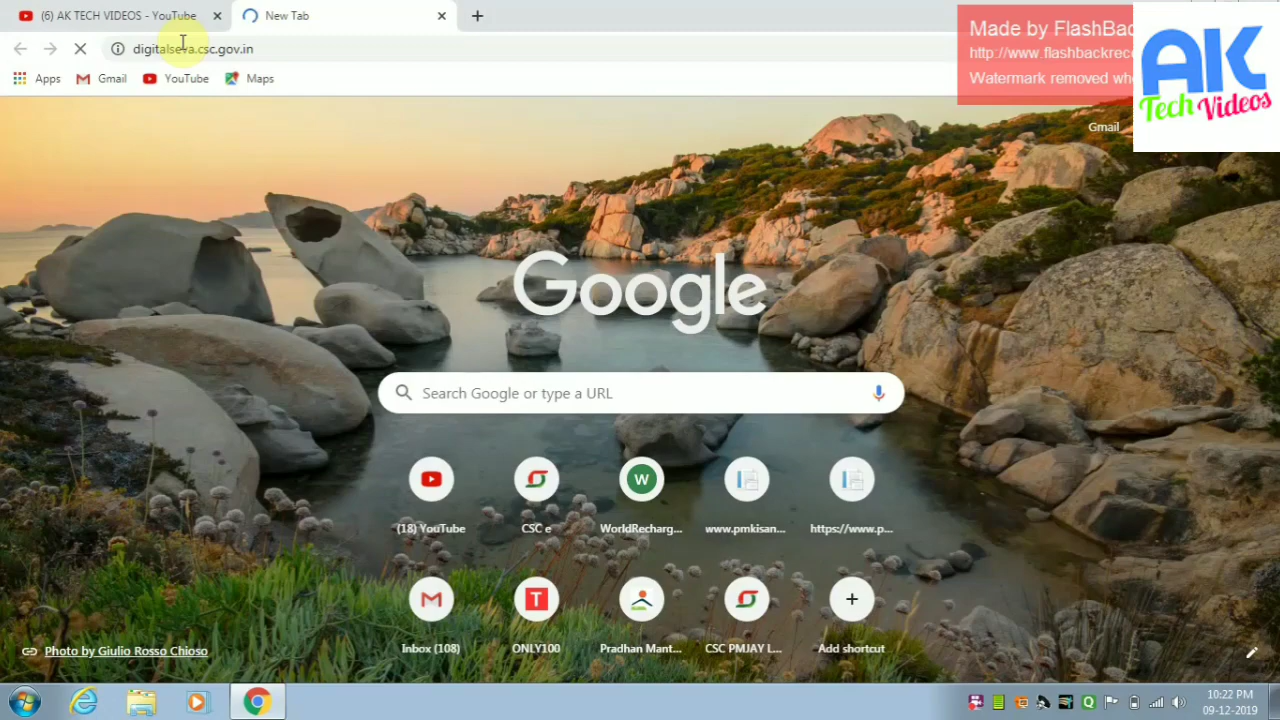 (6) AK TECH VIDEOS - YouTube
New Tab
digitalseva.csc.gov.in
Apps
Gmail
YouTube
Maps
Made by FlashBac
http://www.flashbackrec
Watermark removed wh
AK
Tech Videos
Gmail
Google
Search Google or type a URL
(18) YouTube
CSC e
W
WorldRecharg...
www.pmkisan...
https://www.p...
Inbox (108)
T
ONLY100
Pradhan Mant...
CSC PMJAY L...
Add shortcut
Photo by Giulio Rosso Chioso
10:22 PM
09-12-2019